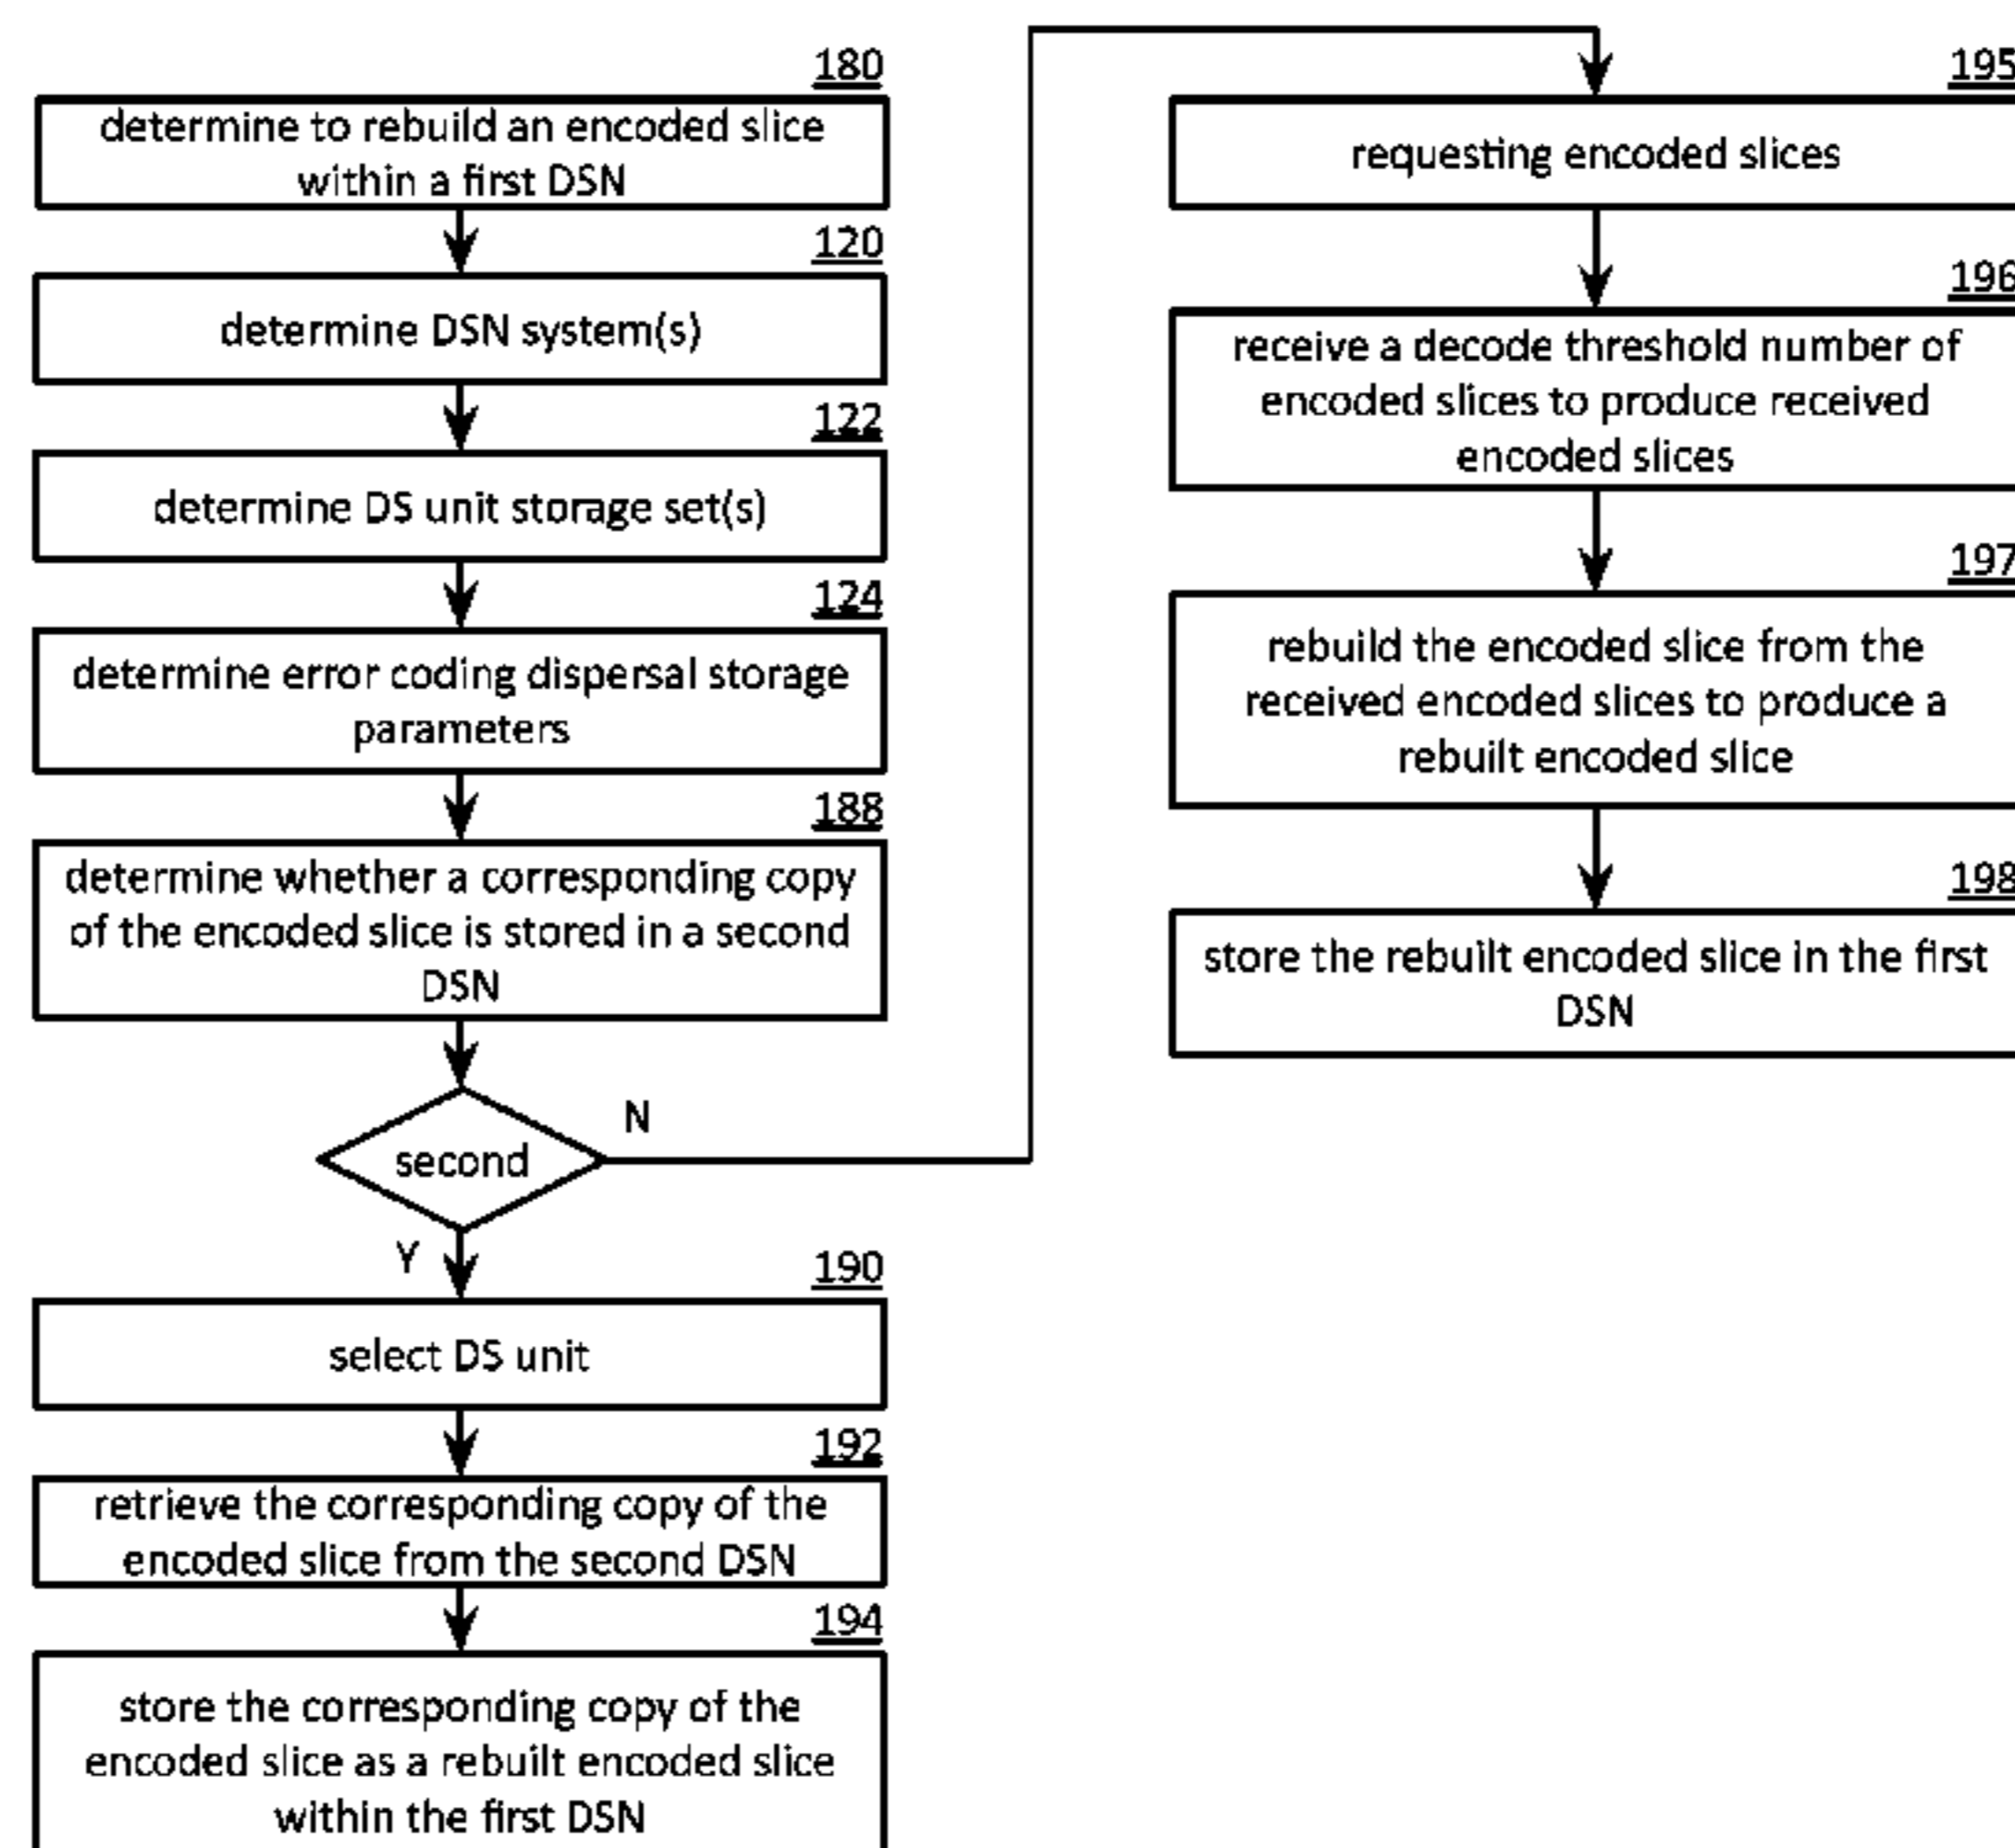 180
determine to rebuild an encoded slice
within a first DSN
120
determine DSN system(s)
122
determine DS unit storage set(s)
124
determine error coding dispersal storage
parameters
188
determine whether a corresponding copy
of the encoded slice is stored in a second
DSN
second
N
Y
190
select DS unit
192
retrieve the corresponding copy of the
encoded slice from the second DSN
194
store the corresponding copy of the
encoded slice as a rebuilt encoded slice
within the first DSN
195
requesting encoded slices
196
receive a decode threshold number of
encoded slices to produce received
encoded slices
197
rebuild the encoded slice from the
received encoded slices to produce a
rebuilt encoded slice
198
store the rebuilt encoded slice in the first
DSN